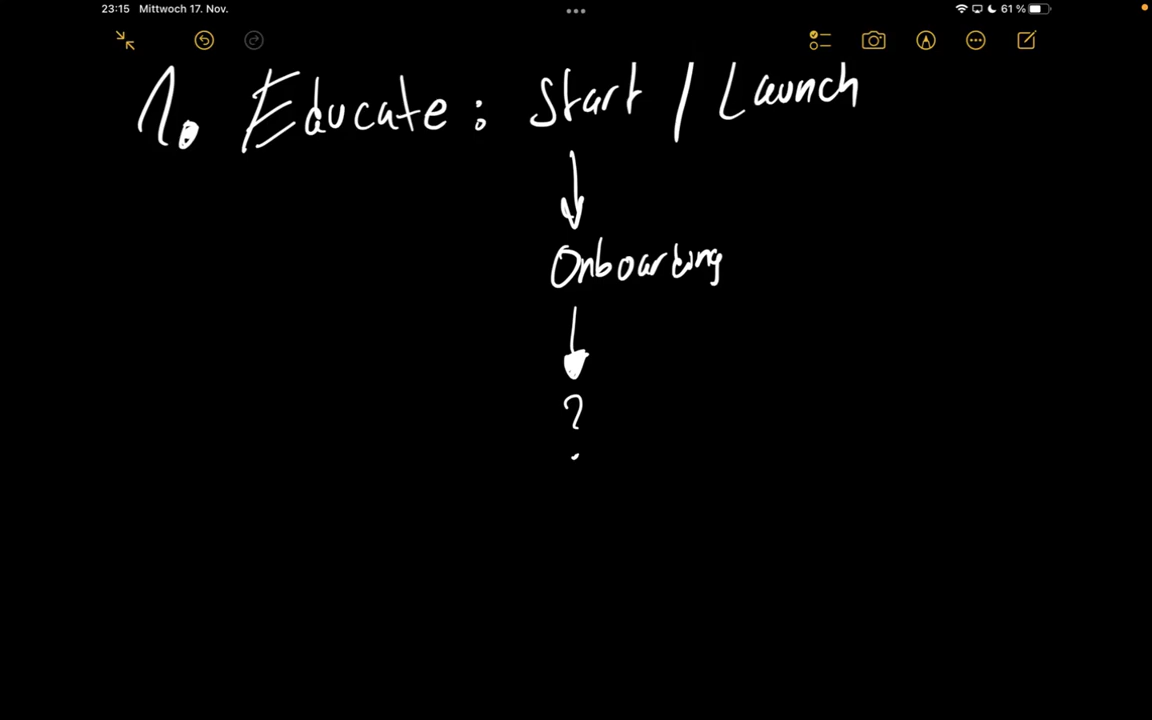 23:15 Mittwoch 17. Nov. 61 %
1. Educate: Start / Launch
Onboarding
?